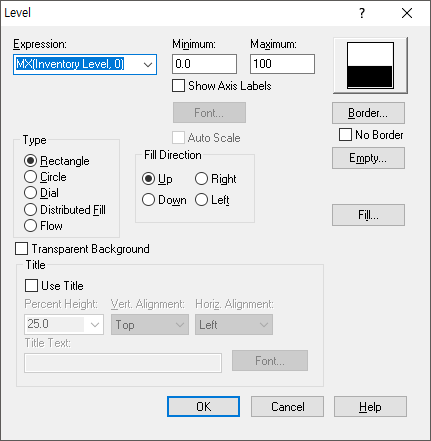 Level
Expression: Minimum: Maximum:
MX(Inventory Level, 0) 0.0 100
Show Axis Labels
Font...
Border...
Auto Scale
No Border
Type
Fill Direction
Empty...
Rectangle
Circle
Up Right
Dial
Down Left
Distributed Fill
Fill...
Flow
Transparent Background
Title
Use Title
Percent Height: Vert. Alignment: Horiz. Alignment:
25.0 Top Left
Title Text:
Font...
OK Cancel Help